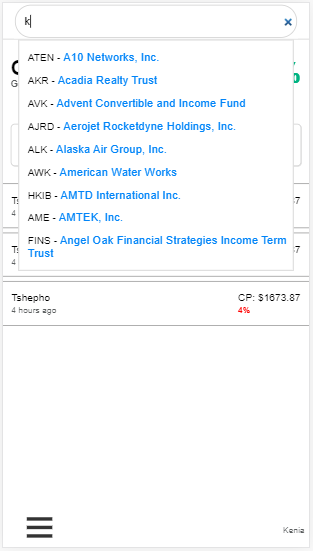 k
×
ATEN - A10 Networks, Inc.
AKR - Acadia Realty Trust
AVK - Advent Convertible and Income Fund
AJRD - Aerojet Rocketdyne Holdings, Inc.
ALK - Alaska Air Group, Inc.
AWK - American Water Works
HKIB - AMTD International Inc.
AME - AMTEK, Inc.
FINS - Angel Oak Financial Strategies Income Term
Trust
Tshepho
CP: $1673.87
4 hours ago
4%
Kenia